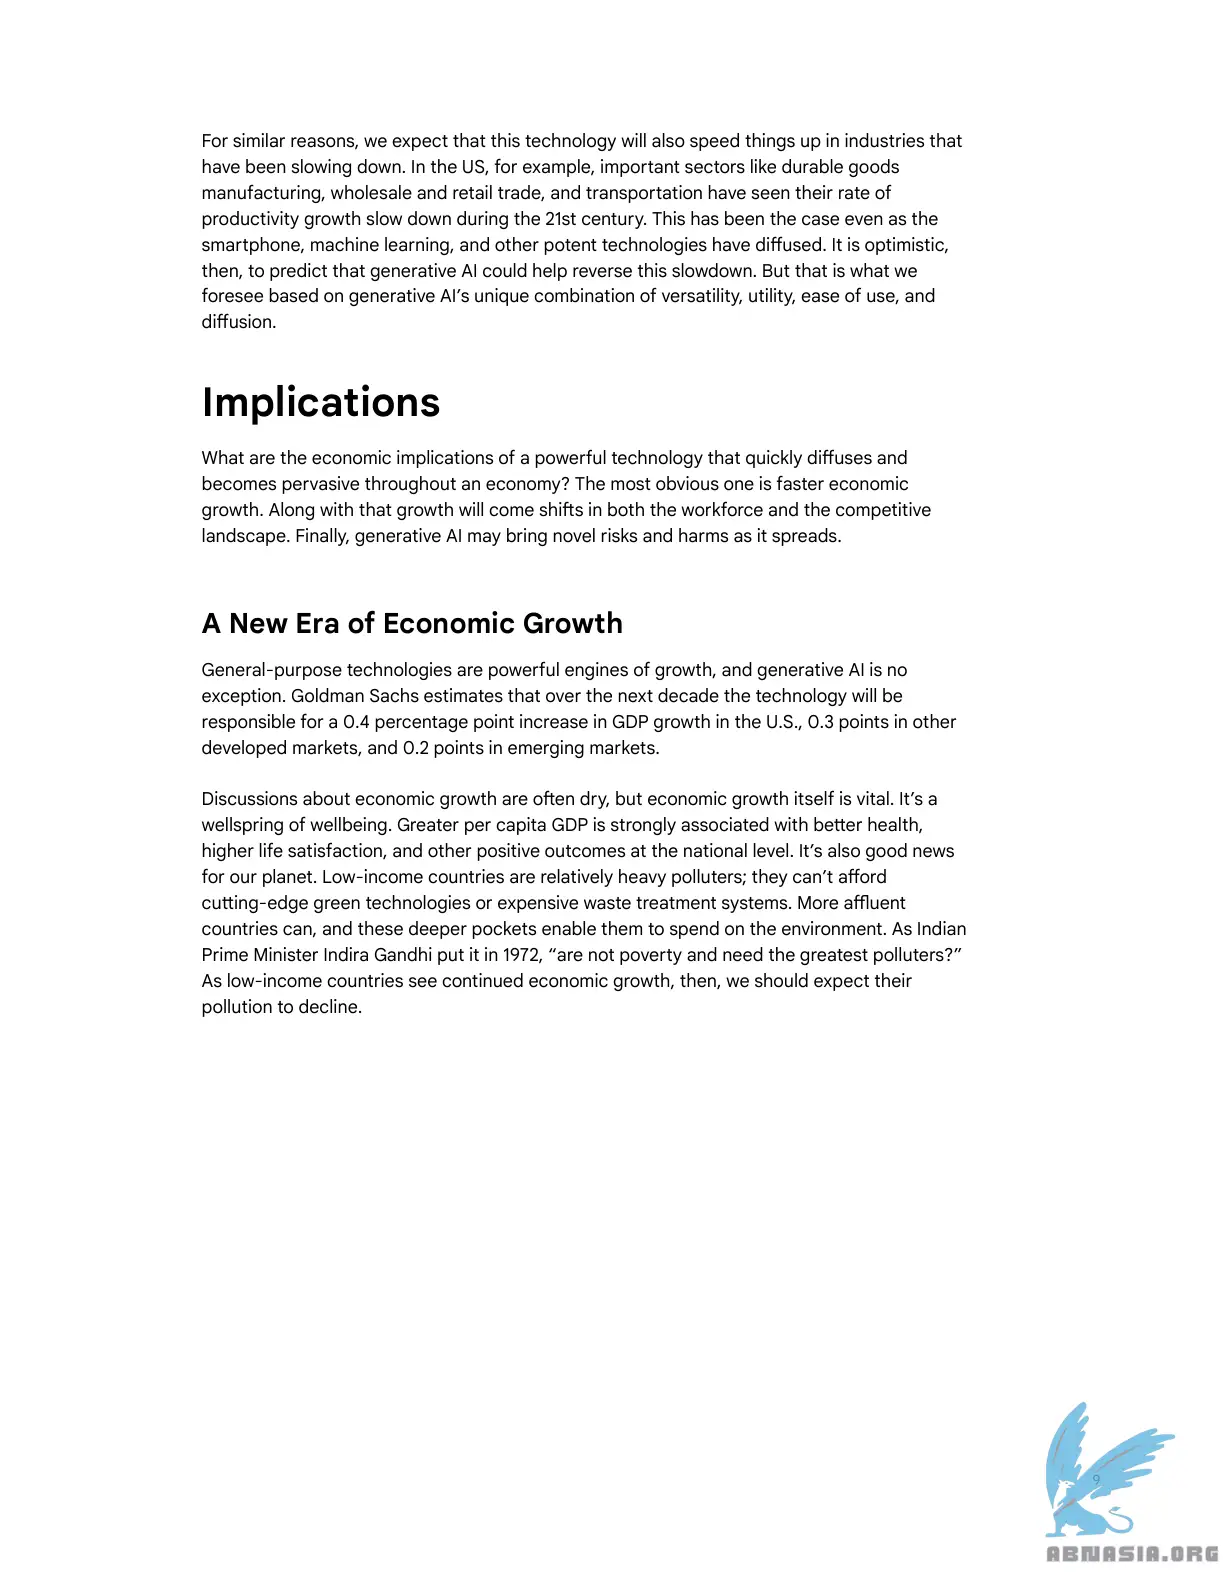 For similar reasons, we expect that this technology will also speed things up in industries that
have been slowing down. In the US, for example, important sectors like durable goods
manufacturing, wholesale and retail trade, and transportation have seen their rate of
productivity growth slow down during the 21st century. This has been the case even as the
smartphone, machine learning, and other potent technologies have diffused. It is optimistic,
then, to predict that generative AI could help reverse this slowdown. But that is what we
foresee based on generative AI’s unique combination of versatility, utility, ease of use, and
diffusion.
Implications
What are the economic implications of a powerful technology that quickly diffuses and
becomes pervasive throughout an economy? The most obvious one is faster economic
growth. Along with that growth will come shifts in both the workforce and the competitive
landscape. Finally, generative AI may bring novel risks and harms as it spreads.
A New Era of Economic Growth
General-purpose technologies are powerful engines of growth, and generative AI is no
exception. Goldman Sachs estimates that over the next decade the technology will be
responsible for a 0.4 percentage point increase in GDP growth in the U.S., 0.3 points in other
developed markets, and 0.2 points in emerging markets.
Discussions about economic growth are often dry, but economic growth itself is vital. It’s a
wellspring of wellbeing. Greater per capita GDP is strongly associated with better health,
higher life satisfaction, and other positive outcomes at the national level. It’s also good news
for our planet. Low-income countries are relatively heavy polluters; they can’t afford
cutting-edge green technologies or expensive waste treatment systems. More affluent
countries can, and these deeper pockets enable them to spend on the environment. As Indian
Prime Minister Indira Gandhi put it in 1972, “are not poverty and need the greatest polluters?”
As low-income countries see continued economic growth, then, we should expect their
pollution to decline.
9
ABNASIA.ORG